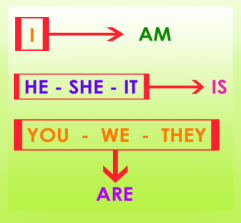 I AM
HE - SHE - IT IS
YOU - WE - THEY
ARE